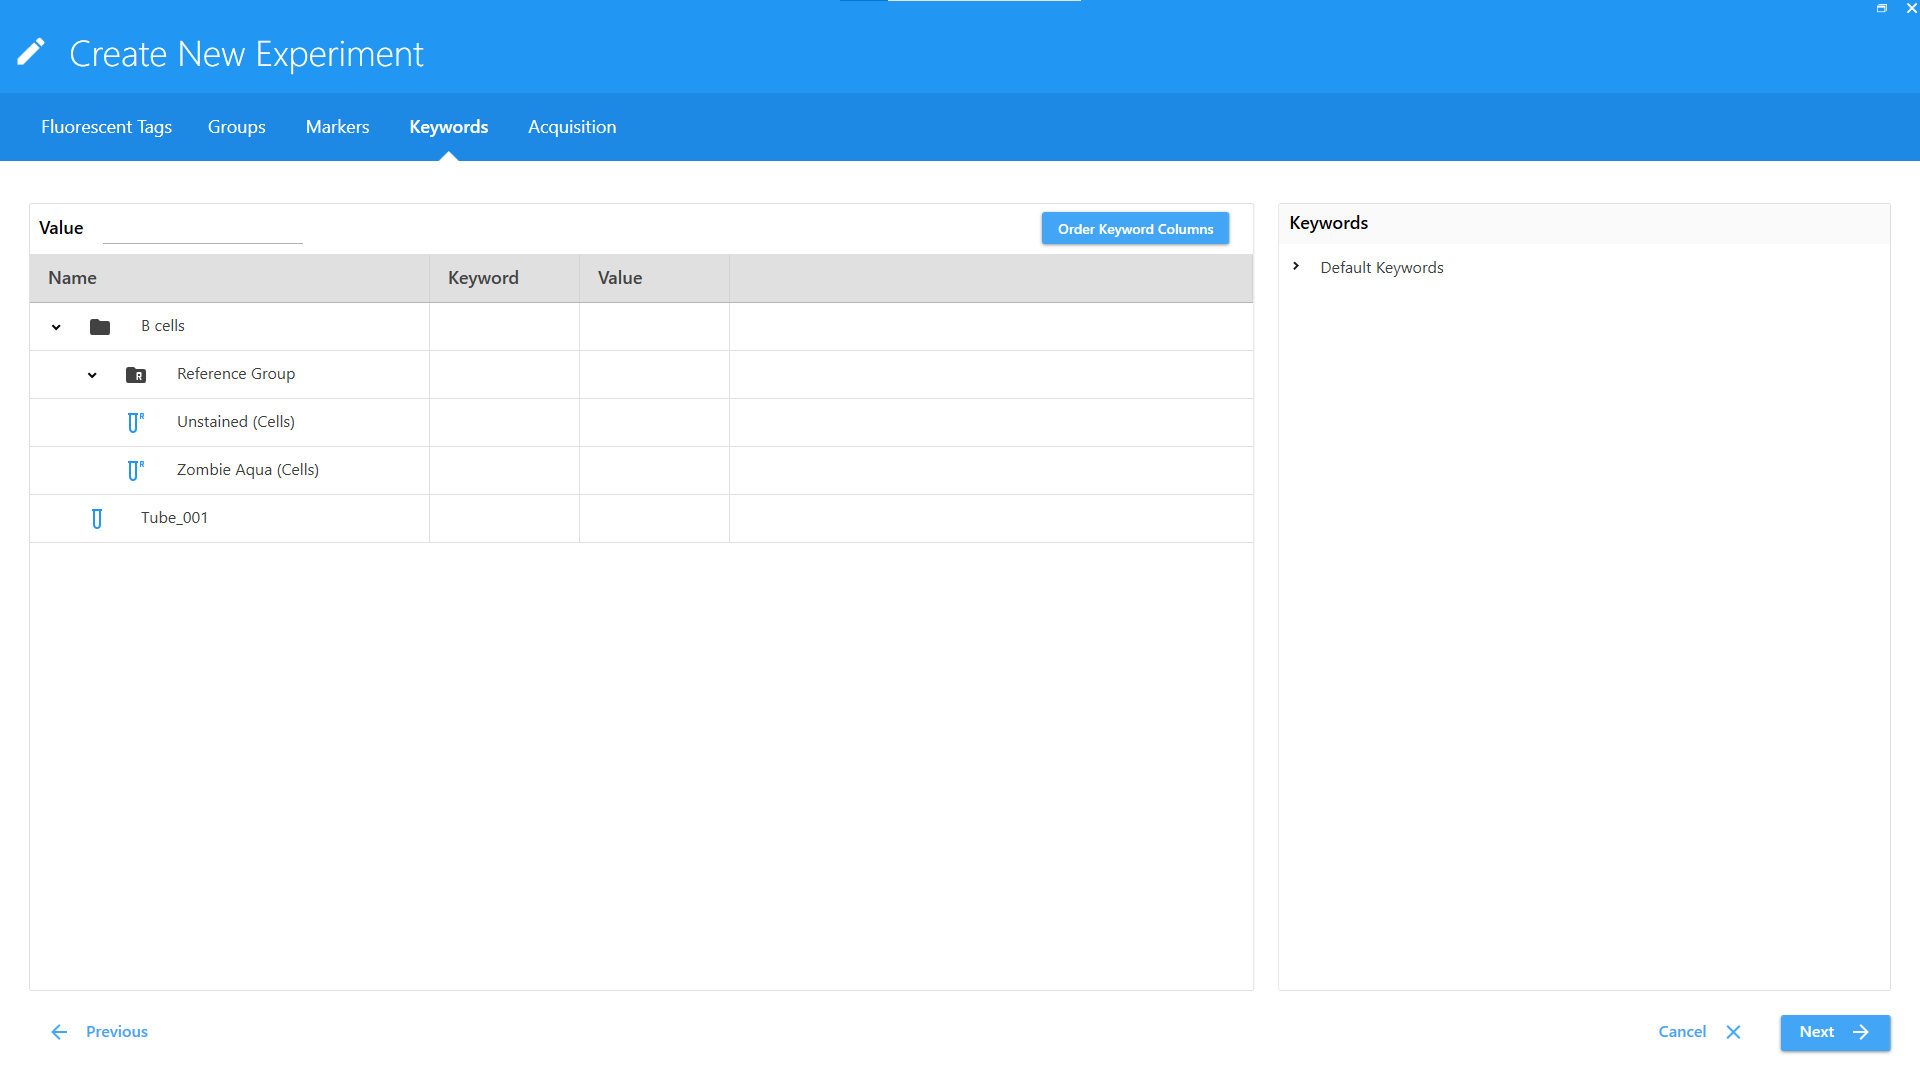 Create New Experiment
Fluorescent Tags Groups Markers Keywords Acquisition
Value Order Keyword Columns
Name Keyword Value
B cells
R Reference Group
R Unstained (Cells)
R Zombie Aqua (Cells)
Tube_001
Keywords
Default Keywords
Previous Cancel Next